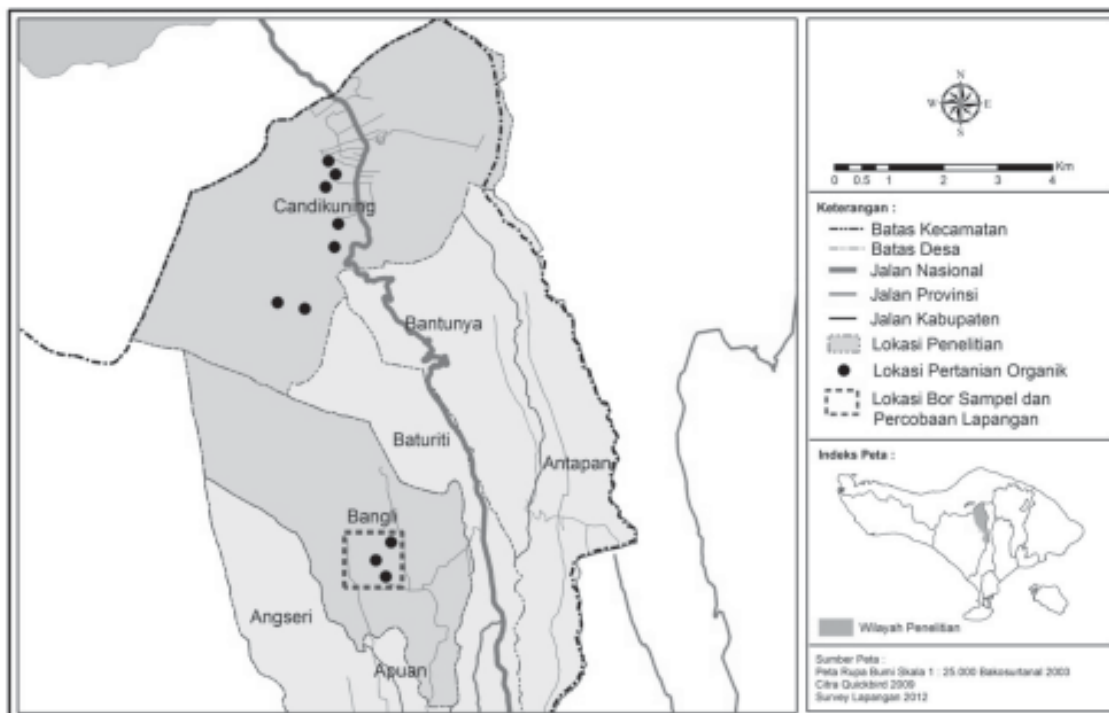 Candikuning
Bantunya
Baturiti
Antapan
Bangli
Angseri
Apuan
N
W E
S
Km
0 0.5 1 2 3 4
Keterangan :
Batas Kecamatan
Batas Desa
Jalan Nasional
Jalan Provinsi
Jalan Kabupaten
Lokasi Penelitian
Lokasi Pertanian Organik
Lokasi Bor Sampel dan
Percobaan Lapangan
Indeks Peta :
Wilayah Penelitian
Sumber Peta :
Peta Rupa Bumi Skala 1 : 25.000 Bakosurtanal 2003
Citra Quickbird 2009
Survey Lapangan 2012